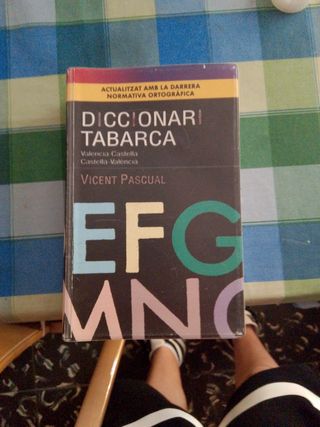 ACTUALITZAT AMB LA DARRERA
NORMATIVA ORTOGRÀFICA
DICCIONARI
TABARCA
Valencià-Castellà
Castellà-Valencià
VICENT PASCUAL
EFG
MNO